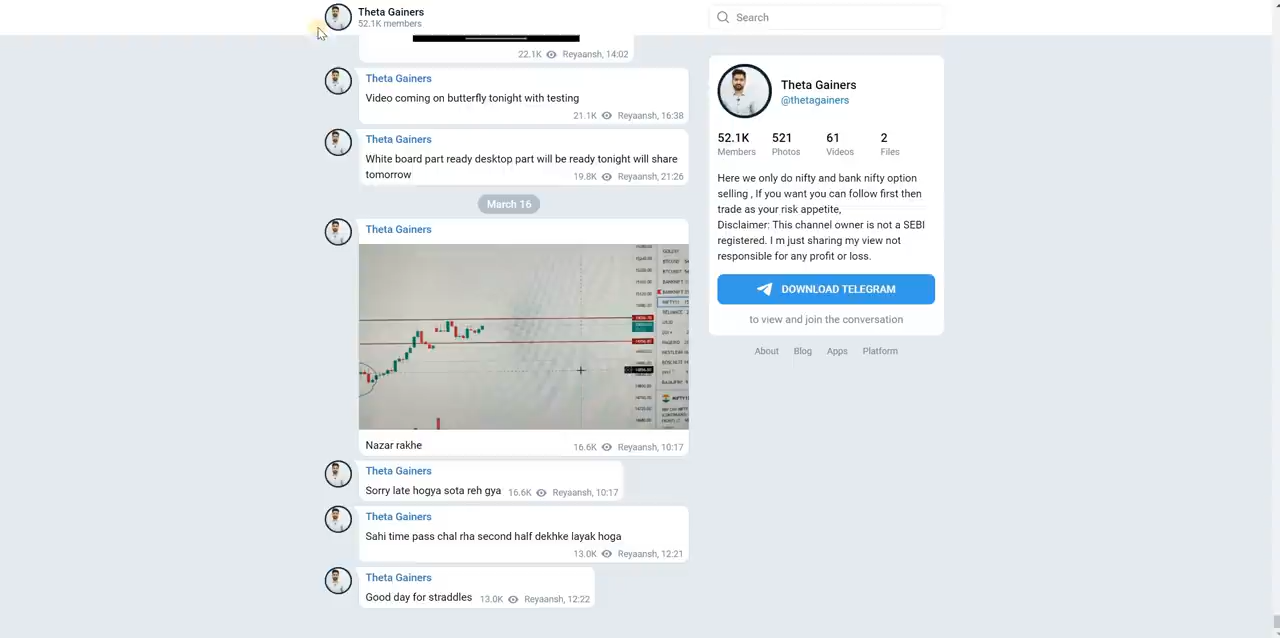 Theta Gainers
52.1K members
Search
22.1K Reyaansh, 14:02
Theta Gainers
Video coming on butterfly tonight with testing
21.1K Reyaansh, 16:38
Theta Gainers
White board part ready desktop part will be ready tonight will share
tomorrow
19.8K Reyaansh, 21:26
March 16
Theta Gainers
Nazar rakhe
16.6K Reyaansh, 10:17
Theta Gainers
Sorry late hogya sota reh gya 16.6K Reyaansh, 10:17
Theta Gainers
Sahi time pass chal rha second half dekhke layak hoga
13.0K Reyaansh, 12:21
Theta Gainers
Good day for straddles 13.0K Reyaansh, 12:22
Theta Gainers
@thetagainers
52.1K 521 61 2
Members Photos Videos Files
Here we only do nifty and bank nifty option
selling , If you want you can follow first then
trade as your risk appetite,
Disclaimer: This channel owner is not a SEBI
registered. I m just sharing my view not
responsible for any profit or loss.
DOWNLOAD TELEGRAM
to view and join the conversation
About Blog Apps Platform